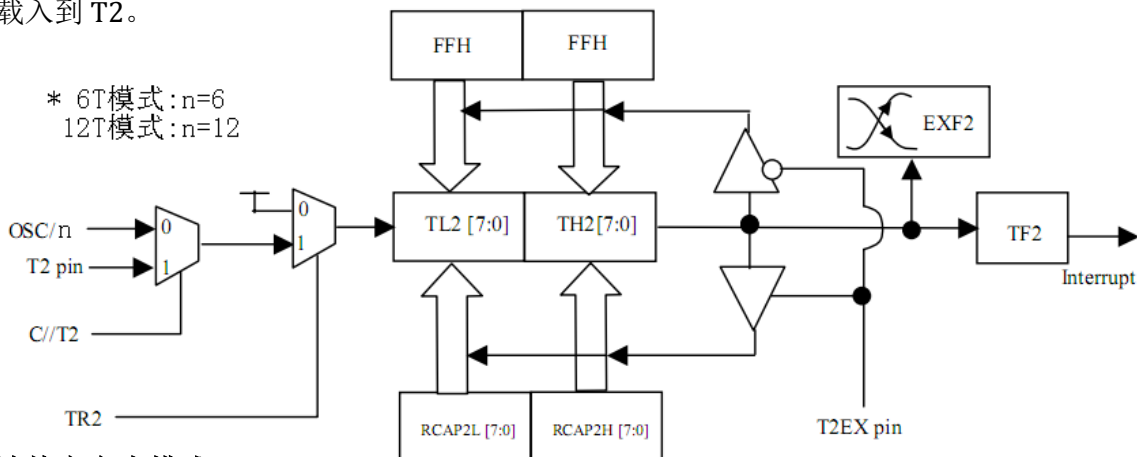 载入到 T2。
FFH
FFH
* 6T模式:n=6
12T模式:n=12
EXF2
0
OSC/n
0
TL2 [7:0]
TH2[7:0]
1
TF2
T2 pin
1
Interrupt
C//T2
TR2
RCAP2L [7:0]
RCAP2H [7:0]
T2EX pin